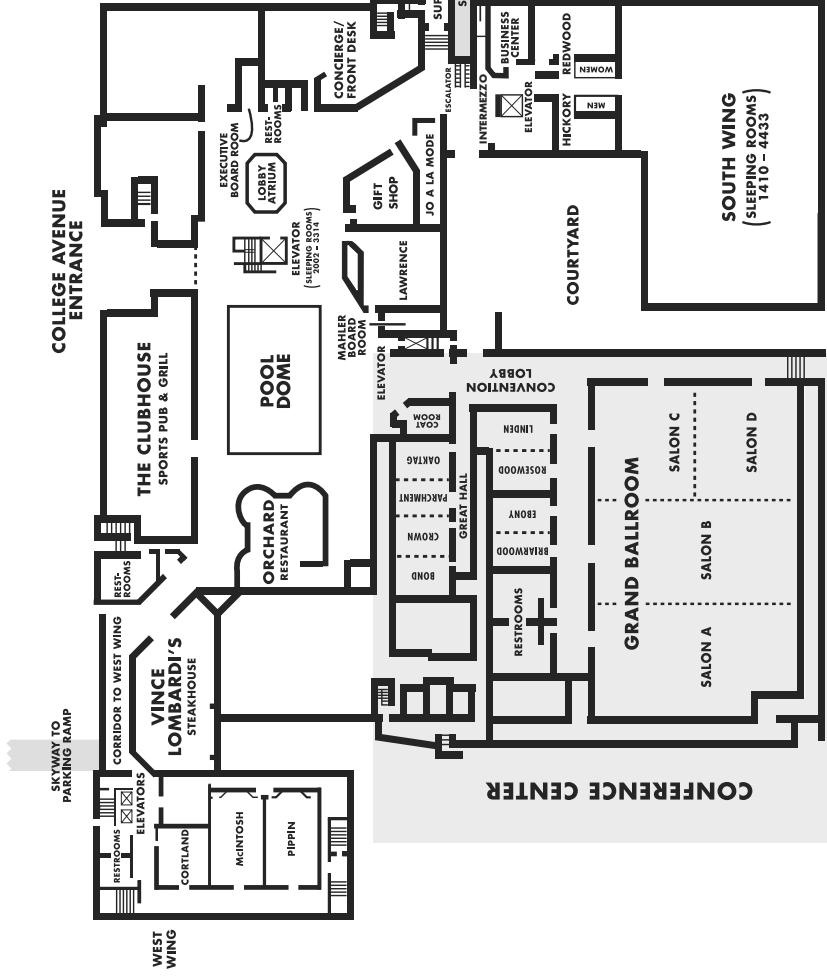 SUP
S
CONCIERGE/
FRONT DESK
BUSINESS
CENTER
REDWOOD
WOMEN
MEN
HICKORY
ELEVATOR
INTERMEZZO
ESCALATOR
SOUTH WING
(SLEEPING ROOMS)
1410 – 4433
EXECUTIVE
BOARD ROOM
REST-
ROOMS
LOBBY
ATRIUM
GIFT
SHOP
JO A LA MODE
COLLEGE AVENUE
ENTRANCE
ELEVATOR
(SLEEPING ROOMS)
2002 – 3314
LAWRENCE
COURTYARD
MAHLER
BOARD
ROOM
ELEVATOR
THE CLUBHOUSE
SPORTS PUB & GRILL
POOL
DOME
CONVENTION
LOBBY
COAT
ROOM
LINDEN
ROSEWOOD
EBONY
BRIARWOOD
OAKTAG
PARCHMENT
CROWN
BOND
GREAT HALL
SALON C
SALON D
GRAND BALLROOM
SALON B
SALON A
ORCHARD
RESTAURANT
REST-
ROOMS
RESTROOMS
CORRIDOR TO WEST WING
VINCE
LOMBARDI'S
STEAKHOUSE
SKYWAY TO
PARKING RAMP
ELEVATORS
RESTROOMS
CORTLAND
McINTOSH
PIPPIN
CONFERENCE CENTER
WEST
WING